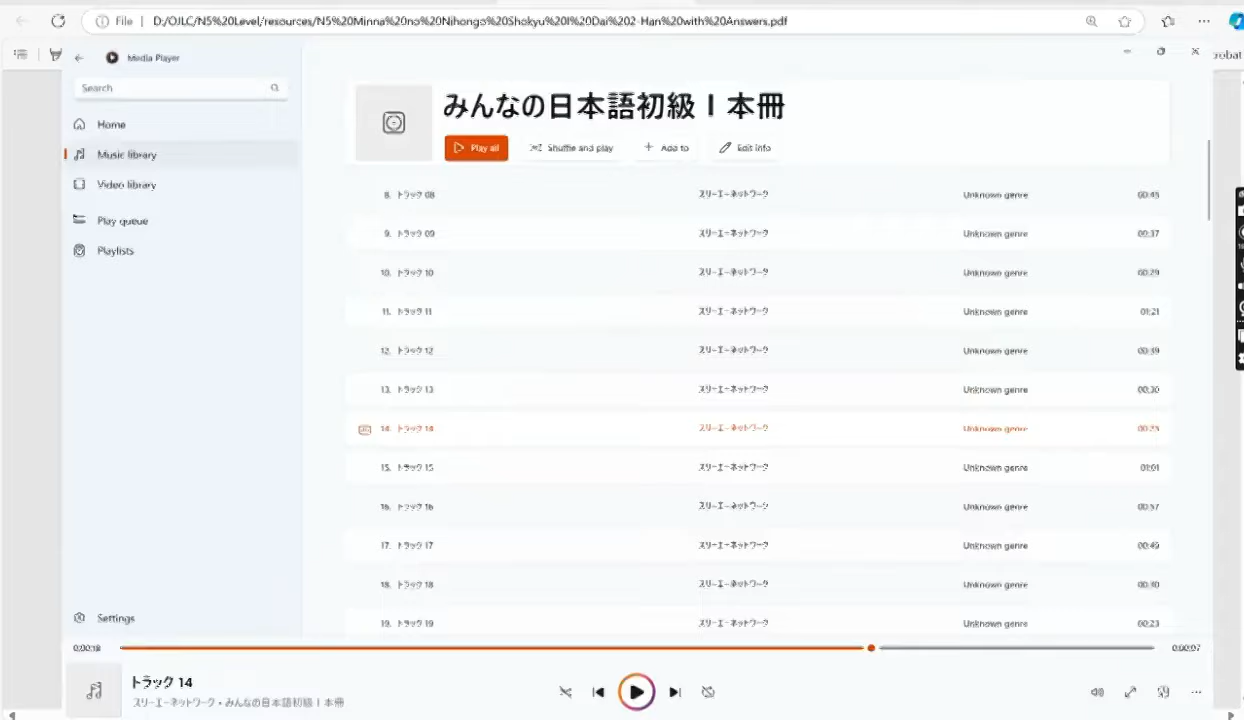 File | D:/OJLC/N5%20Level/resources/N5%20Minna%20no%20Nihongo%20Shokyu%20I%20Dai%202-Han%20with%20Answers.pdf
robat
Media Player
Search
Home
Music library
Video library
Play queue
Playlists
Settings
みんなの日本語初級Ⅰ本冊
Play all
Shuffle and play
Add to
Edit info
8. トラック 08 スリーエーネットワーク Unknown genre 00:45
9. トラック 09 スリーエーネットワーク Unknown genre 00:37
10. トラック 10 スリーエーネットワーク Unknown genre 00:29
11. トラック 11 スリーエーネットワーク Unknown genre 01:21
12. トラック 12 スリーエーネットワーク Unknown genre 00:39
13. トラック 13 スリーエーネットワーク Unknown genre 00:30
14. トラック 14 スリーエーネットワーク Unknown genre 00:25
15. トラック 15 スリーエーネットワーク Unknown genre 01:01
16. トラック 16 スリーエーネットワーク Unknown genre 00:57
17. トラック 17 スリーエーネットワーク Unknown genre 00:49
18. トラック 18 スリーエーネットワーク Unknown genre
19. トラック 19 スリーエーネットワーク Unknown genre 00:23
0:00:18
0:00:07
トラック 14
スリーエーネットワーク・みんなの日本語初級Ⅰ本冊